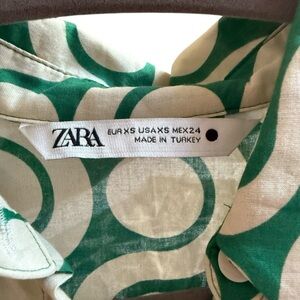 ZARA
EUR XS USA XS MEX 24
MADE IN TURKEY